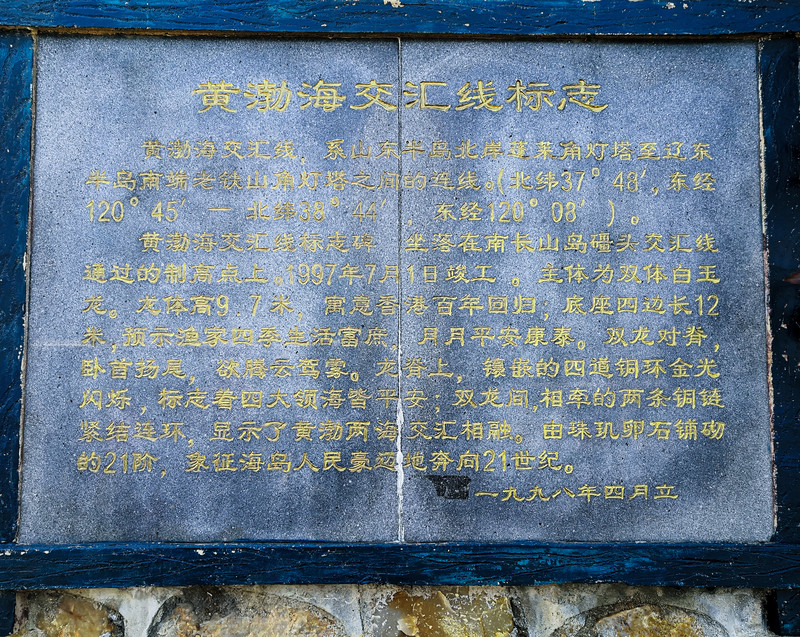 黄渤海交汇线标志
黄渤海交汇线，系山东半岛北岸蓬莱角灯塔至辽东
半岛南端老铁山角灯塔之间的连线。(北纬37°48′。东经
120°45′一北纬38°44′，东经120°08′)。
黄渤海交汇线标志碑 坐落在南长山岛礓头交汇线
通过的制高点上。1997年7月1日竣工。主体为双体白玉
龙。龙体高9.7米，寓意香港百年回归；底座四边长12
米，预示渔家四季生活富庶，月月平安康泰。双龙对脊，
卧首扬尾，欲腾云驾雾。龙脊上，镶嵌的四道铜环金光
闪烁，标志着四大领海皆平安；双龙间，相牵的两条铜链
紧结连环，显示了黄渤两海交汇相融。由珠玑卵石铺砌
的21阶，象征海岛人民豪迈地奔向21世纪。
一九九八年四月立